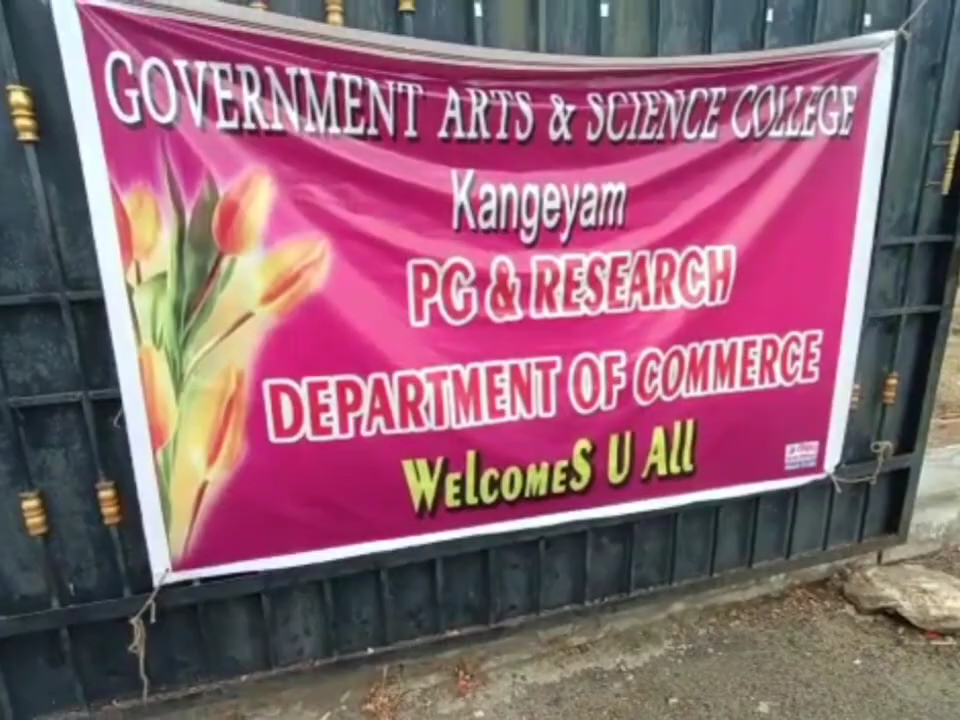 GOVERNMENT ARTS & SCIENCE COLLEGE
Kangeyam
PG & RESEARCH
DEPARTMENT OF COMMERCE
WelcomeS U All